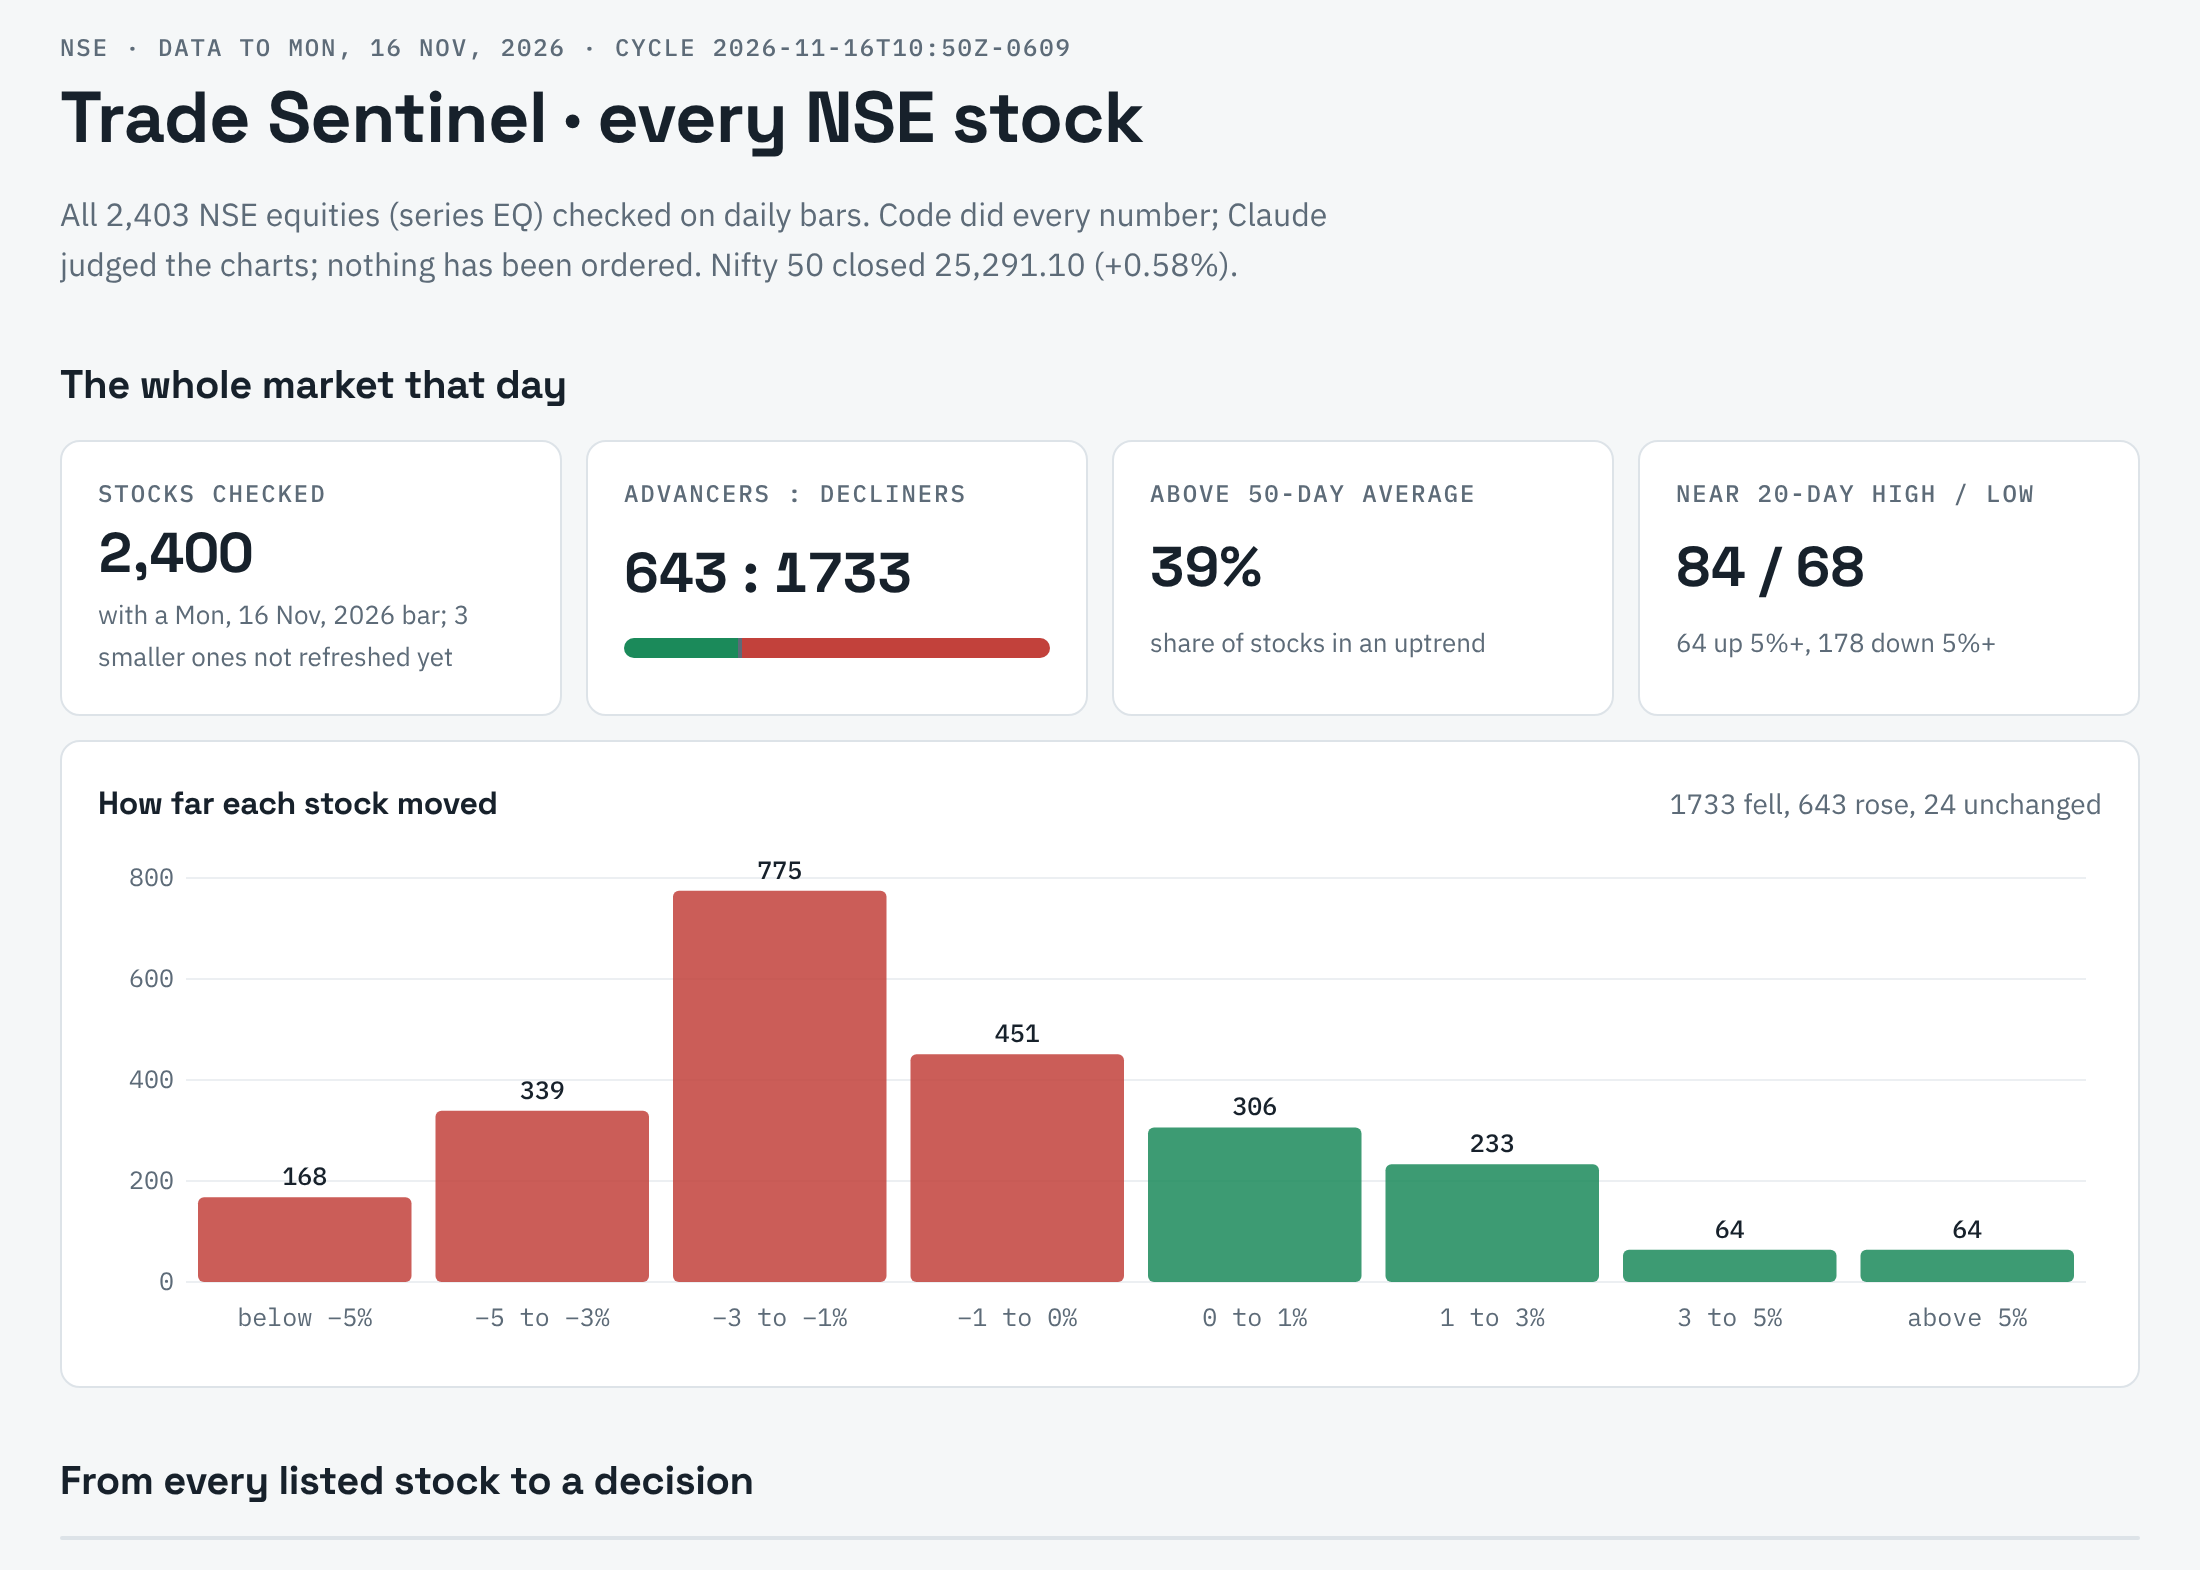 NSE · DATA TO MON, 16 NOV, 2026 · CYCLE 2026-11-16T10:50Z-0609
Trade Sentinel · every NSE stock
All 2,403 NSE equities (series EQ) checked on daily bars. Code did every number; Claude
judged the charts; nothing has been ordered. Nifty 50 closed 25,291.10 (+0.58%).
The whole market that day
STOCKS CHECKED
2,400
with a Mon, 16 Nov, 2026 bar; 3
smaller ones not refreshed yet
ADVANCERS : DECLINERS
643 : 1733
ABOVE 50-DAY AVERAGE
39%
share of stocks in an uptrend
NEAR 20-DAY HIGH / LOW
84 / 68
64 up 5%+, 178 down 5%+
How far each stock moved
1733 fell, 643 rose, 24 unchanged
800
600
400
200
0
168
339
775
451
306
233
64
64
below −5%
−5 to −3%
−3 to −1%
−1 to 0%
0 to 1%
1 to 3%
3 to 5%
above 5%
From every listed stock to a decision